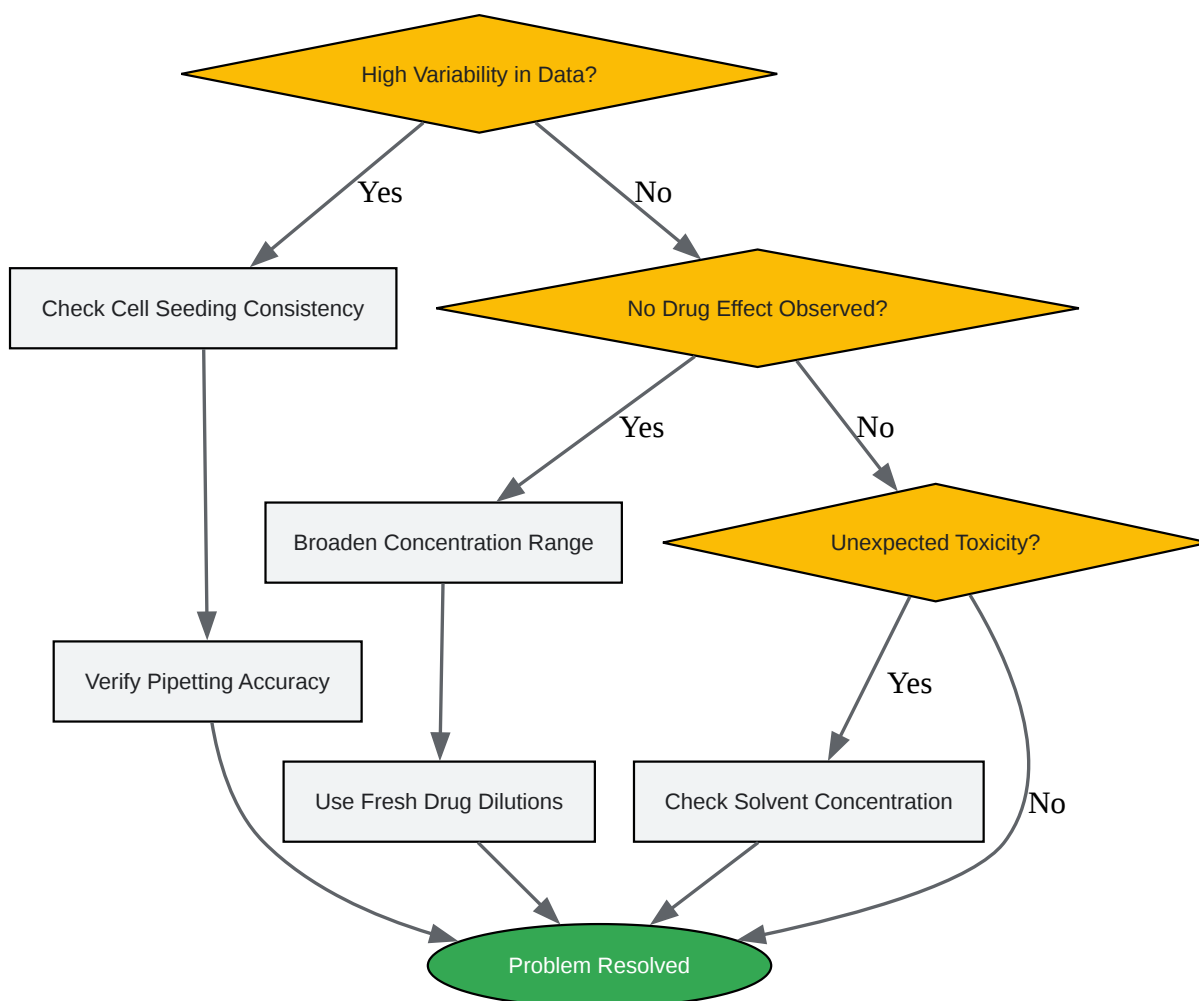 High Variability in Data?
Yes
No
Check Cell Seeding Consistency
No Drug Effect Observed?
Yes
No
Broaden Concentration Range
Unexpected Toxicity?
Verify Pipetting Accuracy
Yes
Use Fresh Drug Dilutions
Check Solvent Concentration
No
Problem Resolved